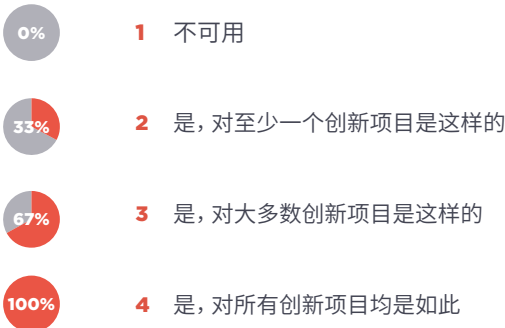 0% 1 不可用
33% 2 是，对至少一个创新项目是这样的
67% 3 是，对大多数创新项目是这样的
100% 4 是，对所有创新项目均是如此